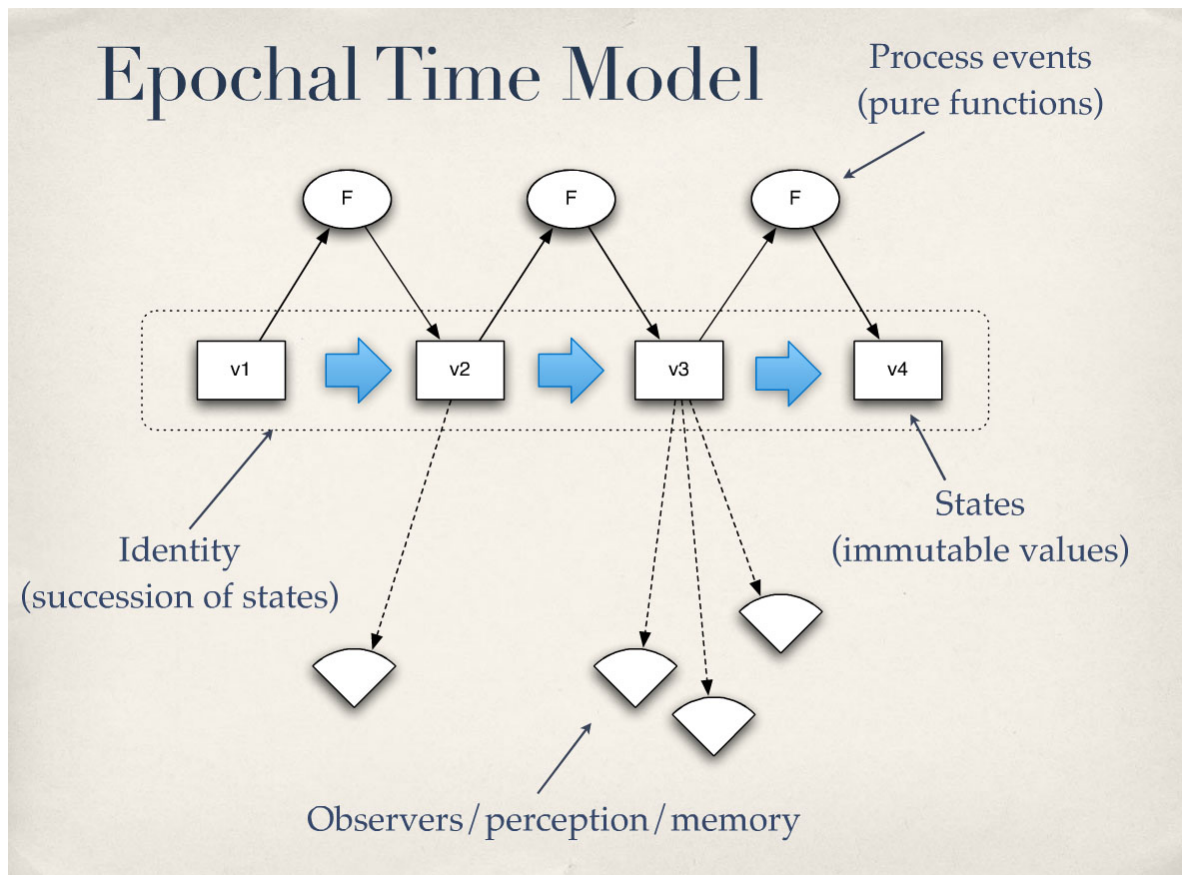 Epochal Time Model
Process events
(pure functions)
F
F
F
v1
v2
v3
v4
Identity
(succession of states)
States
(immutable values)
Observers/perception/memory